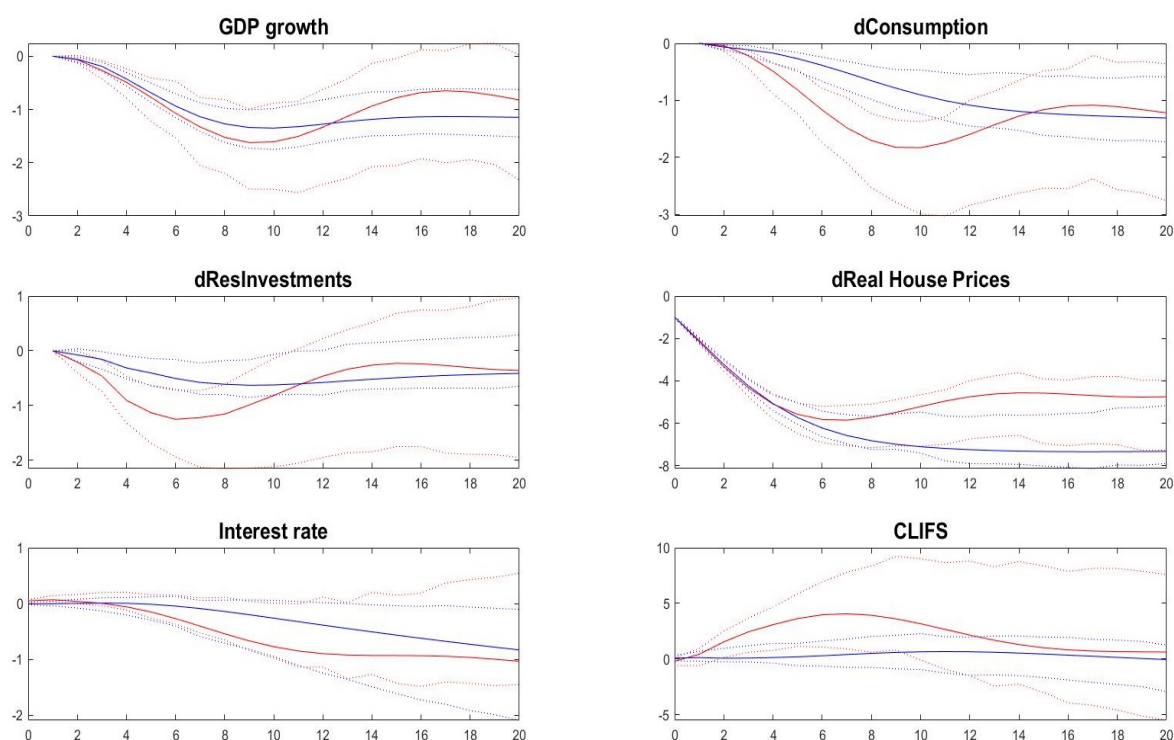 GDP growth
0
-1
-2
-3
0 2 4 6 8 10 12 14 16 18 20
dConsumption
0
-1
-2
-3
0 2 4 6 8 10 12 14 16 18 20
dResInvestments
1
0
-1
-2
0 2 4 6 8 10 12 14 16 18 20
dReal House Prices
0
-2
-4
-6
-8
0 2 4 6 8 10 12 14 16 18 20
Interest rate
1
0
-1
-2
0 2 4 6 8 10 12 14 16 18 20
CLIFS
10
5
0
-5
0 2 4 6 8 10 12 14 16 18 20